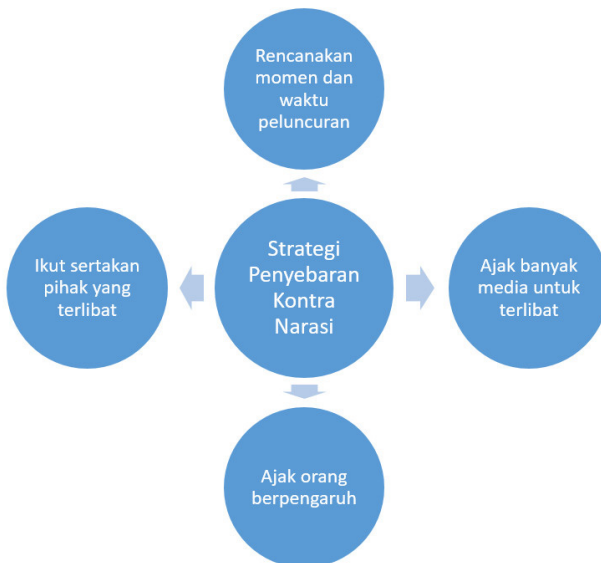 Rencanakan
momen dan
waktu
peluncuran
Ikut sertakan
pihak yang
terlibat
Strategi
Penyebaran
Kontra
Narasi
Ajak banyak
media untuk
terlibat
Ajak orang
berpengaruh